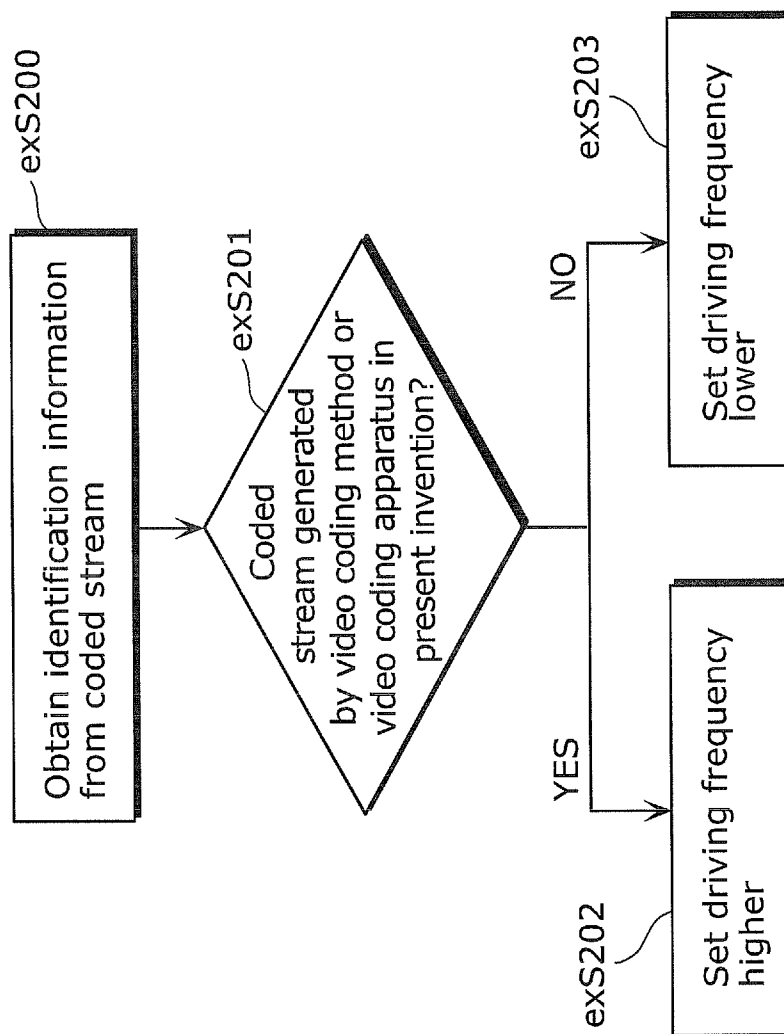 exS200
Obtain identification information
from coded stream
exS201
Coded
stream generated
by video coding method or
video coding apparatus in
present invention?
YES
NO
exS202
Set driving frequency
higher
exS203
Set driving frequency
lower